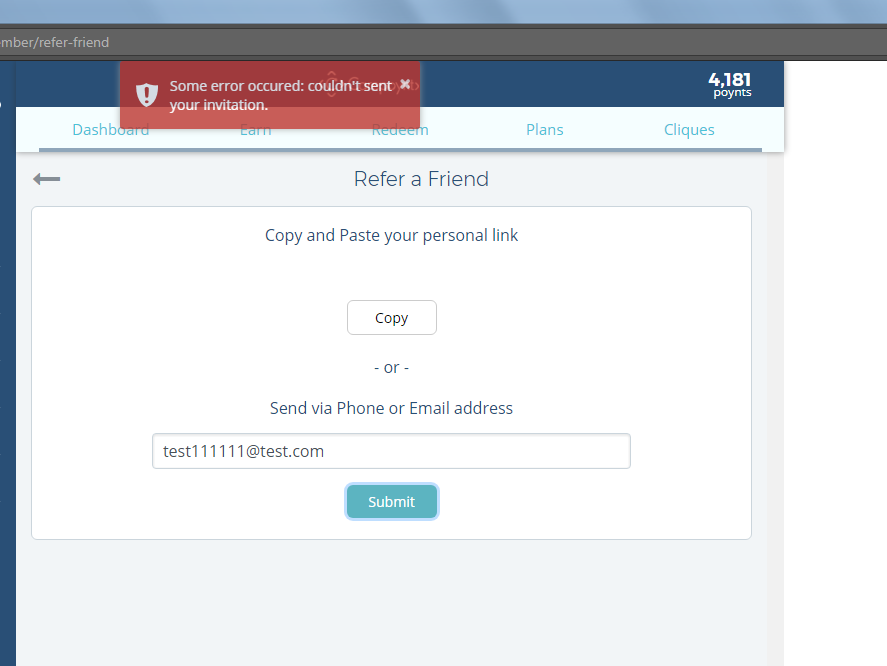 mber/refer-friend
Some error occured: couldn't sent
your invitation.
4,181
poynts
Dashboard Earn Redeem Plans Cliques
Refer a Friend
Copy and Paste your personal link
Copy
- or -
Send via Phone or Email address
test111111@test.com
Submit